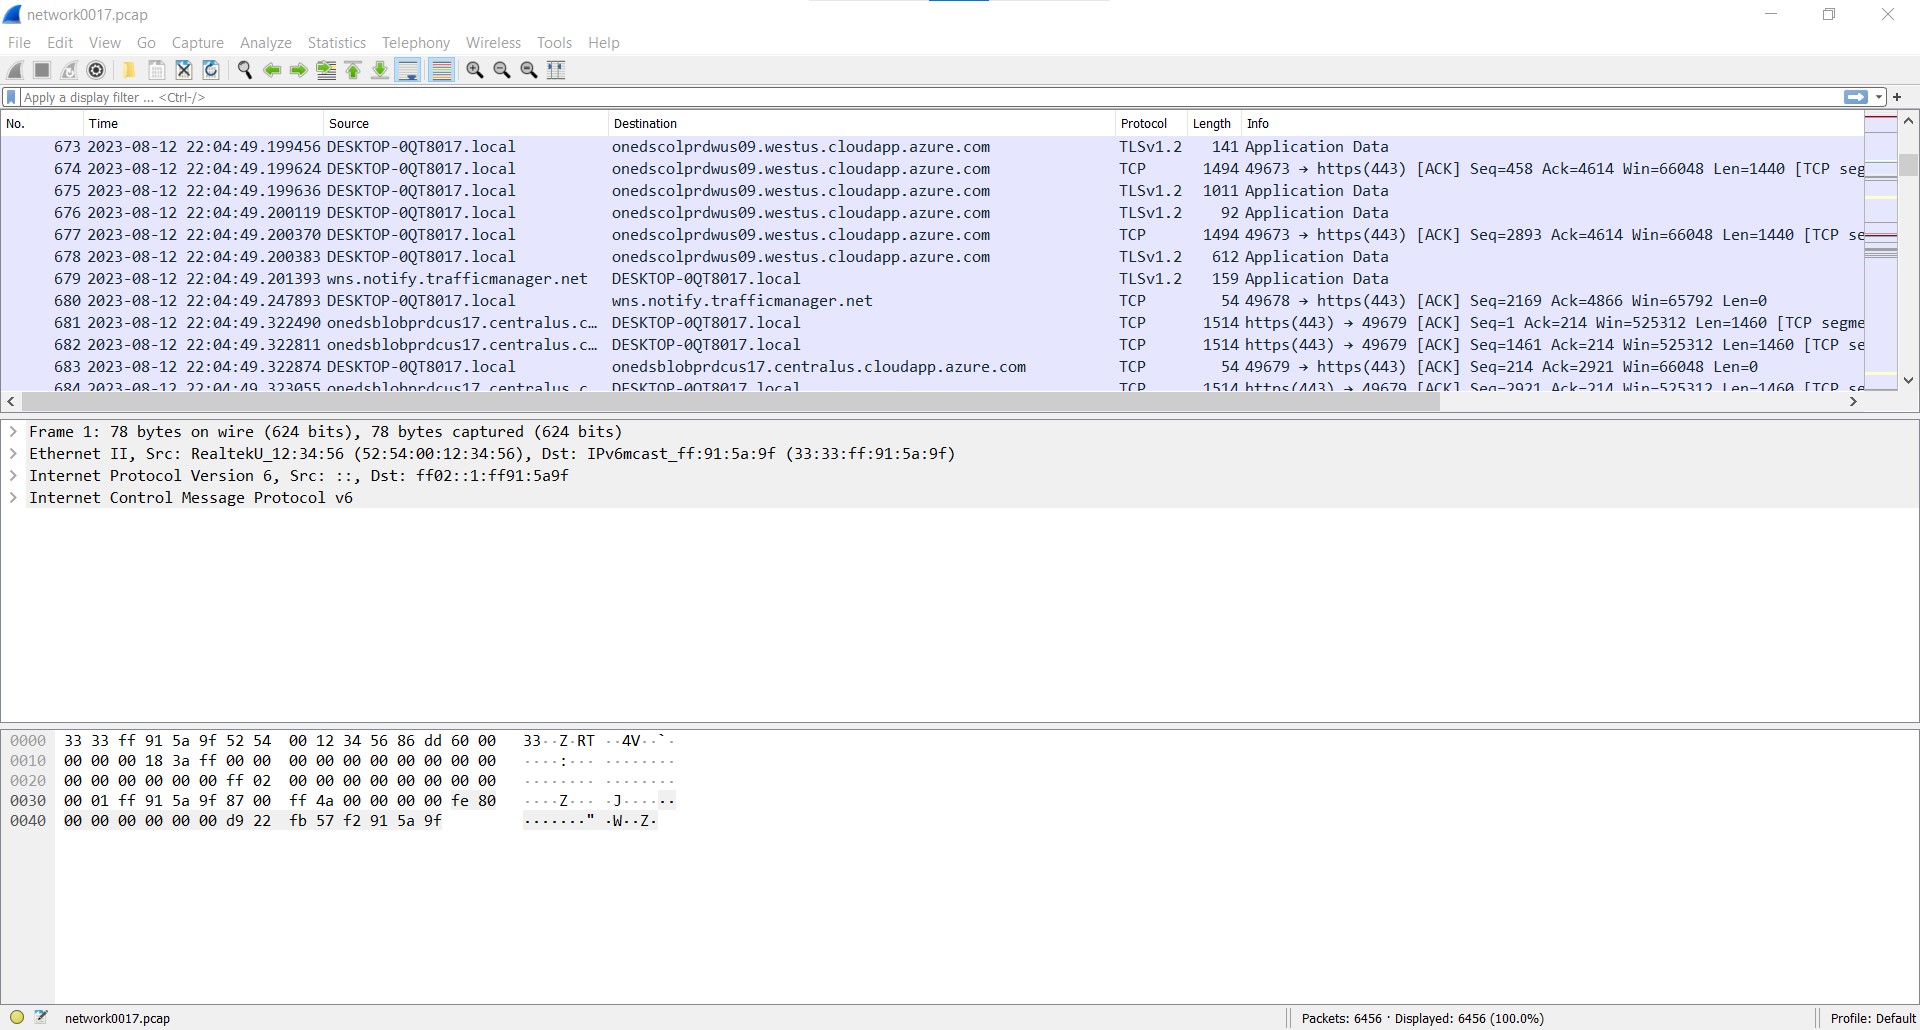 network0017.pcap
File Edit View Go Capture Analyze Statistics Telephony Wireless Tools Help
Apply a display filter ... <Ctrl-/>
No. Time Source Destination Protocol Length Info
673 2023-08-12 22:04:49.199456 DESKTOP-0QT8017.local onedscolprdwus09.westus.cloudapp.azure.com TLSv1.2 141 Application Data
674 2023-08-12 22:04:49.199624 DESKTOP-0QT8017.local onedscolprdwus09.westus.cloudapp.azure.com TCP 1494 49673 → https(443) [ACK] Seq=458 Ack=4614 Win=66048 Len=1440 [TCP seg
675 2023-08-12 22:04:49.199636 DESKTOP-0QT8017.local onedscolprdwus09.westus.cloudapp.azure.com TLSv1.2 1011 Application Data
676 2023-08-12 22:04:49.200119 DESKTOP-0QT8017.local onedscolprdwus09.westus.cloudapp.azure.com TLSv1.2 92 Application Data
677 2023-08-12 22:04:49.200370 DESKTOP-0QT8017.local onedscolprdwus09.westus.cloudapp.azure.com TCP 1494 49673 → https(443) [ACK] Seq=2893 Ack=4614 Win=66048 Len=1440 [TCP se
678 2023-08-12 22:04:49.200383 DESKTOP-0QT8017.local onedscolprdwus09.westus.cloudapp.azure.com TLSv1.2 612 Application Data
679 2023-08-12 22:04:49.201393 wns.notify.trafficmanager.net DESKTOP-0QT8017.local TLSv1.2 159 Application Data
680 2023-08-12 22:04:49.247893 DESKTOP-0QT8017.local wns.notify.trafficmanager.net TCP 54 49678 → https(443) [ACK] Seq=2169 Ack=4866 Win=65792 Len=0
681 2023-08-12 22:04:49.322490 onedsblobprdcus17.centralus.c… DESKTOP-0QT8017.local TCP 1514 https(443) → 49679 [ACK] Seq=1 Ack=214 Win=525312 Len=1460 [TCP segme
682 2023-08-12 22:04:49.322811 onedsblobprdcus17.centralus.c… DESKTOP-0QT8017.local TCP 1514 https(443) → 49679 [ACK] Seq=1461 Ack=214 Win=525312 Len=1460 [TCP se
683 2023-08-12 22:04:49.322874 DESKTOP-0QT8017.local onedsblobprdcus17.centralus.cloudapp.azure.com TCP 54 49679 → https(443) [ACK] Seq=214 Ack=2921 Win=66048 Len=0
684 2023-08-12 22:04:49.323055 onedsblobprdcus17.centralus.c… DESKTOP-0QT8017.local TCP 1514 https(443) → 49679 [ACK] Seq=2921 Ack=214 Win=525312 Len=1460 [TCP se
Frame 1: 78 bytes on wire (624 bits), 78 bytes captured (624 bits)
Ethernet II, Src: RealtekU_12:34:56 (52:54:00:12:34:56), Dst: IPv6mcast_ff:91:5a:9f (33:33:ff:91:5a:9f)
Internet Protocol Version 6, Src: ::, Dst: ff02::1:ff91:5a9f
Internet Control Message Protocol v6
0000 33 33 ff 91 5a 9f 52 54 00 12 34 56 86 dd 60 00 33··Z·RT ··4V··`·
0010 00 00 00 18 3a ff 00 00 00 00 00 00 00 00 00 00 ····:··· ········
0020 00 00 00 00 00 00 ff 02 00 00 00 00 00 00 00 00 ········ ········
0030 00 01 ff 91 5a 9f 87 00 ff 4a 00 00 00 00 fe 80 ····Z··· ·J······
0040 00 00 00 00 00 00 d9 22 fb 57 f2 91 5a 9f ·······" ·W··Z·
network0017.pcap Packets: 6456 · Displayed: 6456 (100.0%) Profile: Default